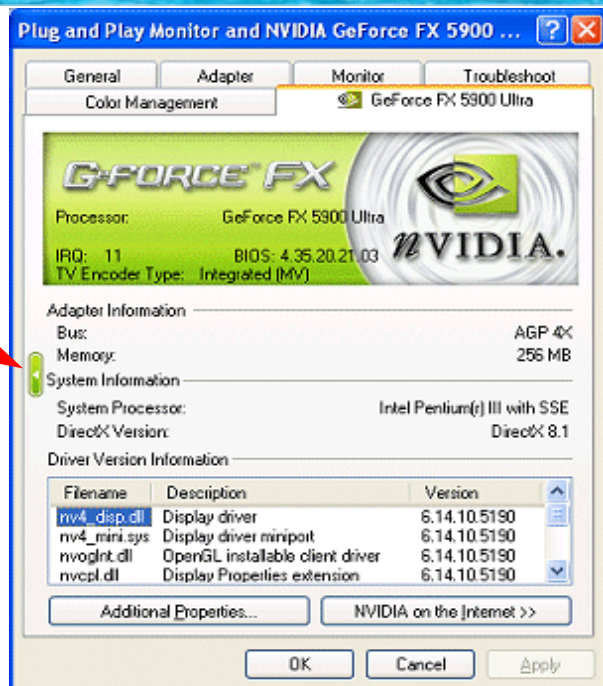 Plug and Play Monitor and NVIDIA GeForce FX 5900 ...
General Adapter Monitor Troubleshoot
Color Management GeForce FX 5900 Ultra
GEFORCE™ FX
nVIDIA.
Processor: GeForce FX 5900 Ultra
IRQ: 11 BIOS: 4.35.20.21.03
TV Encoder Type: Integrated (MV)
Adapter Information
Bus: AGP 4X
Memory: 256 MB
System Information
System Processor: Intel Pentium(r) III with SSE
DirectX Version: DirectX 8.1
Driver Version Information
Filename Description Version
nv4_disp.dll Display driver 6.14.10.5190
nv4_mini.sys Display driver miniport 6.14.10.5190
nvoglnt.dll OpenGL installable client driver 6.14.10.5190
nvcpl.dll Display Properties extension 6.14.10.5190
Additional Properties... NVIDIA on the Internet >>
OK Cancel Apply